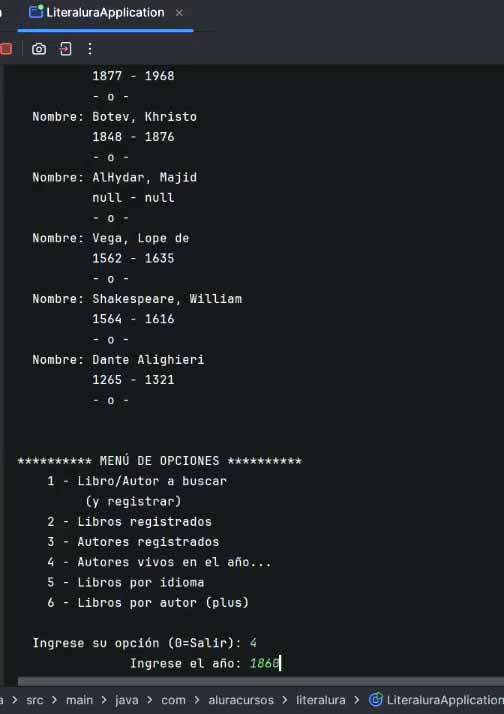 LiteraluraApplication
1877 - 1968
- o -
Nombre: Botev, Khristo
1848 - 1876
- o -
Nombre: AlHydar, Majid
null - null
- o -
Nombre: Vega, Lope de
1562 - 1635
- o -
Nombre: Shakespeare, William
1564 - 1616
- o -
Nombre: Dante Alighieri
1265 - 1321
- o -
********** MENÚ DE OPCIONES **********
1 - Libro/Autor a buscar
(y registrar)
2 - Libros registrados
3 - Autores registrados
4 - Autores vivos en el año...
5 - Libros por idioma
6 - Libros por autor (plus)
Ingrese su opción (0=Salir): 4
Ingrese el año: 1860
a > src > main > java > com > aluracursos > literalura > LiteraluraApplication